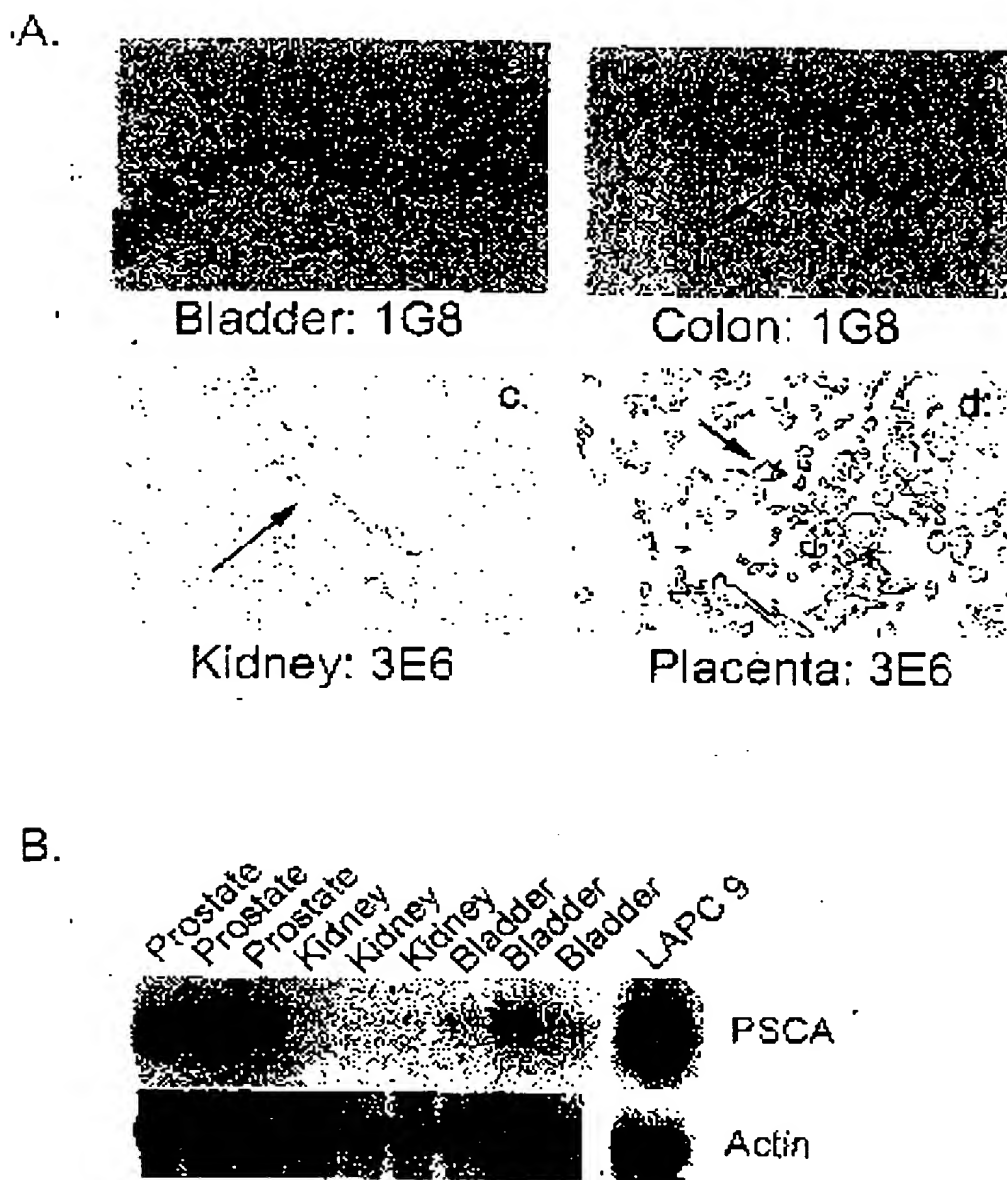 A.
Bladder: 1G8
Colon: 1G8
c.
d.
Kidney: 3E6
Placenta: 3E6
B.
Prostate
Prostate
Prostate
Kidney
Kidney
Kidney
Bladder
Bladder
Bladder
LAPC 9
PSCA
Actin